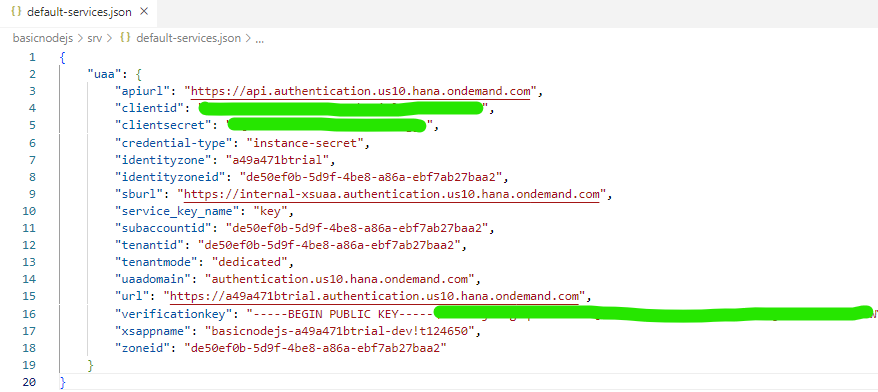 {} default-services.json ×
basicnodejs > srv > {} default-services.json > ...
1 {
2 "uaa": {
3 "apiurl": "https://api.authentication.us10.hana.ondemand.com",
4 "clientid": ",
5 "clientsecret": ",
6 "credential-type": "instance-secret",
7 "identityzone": "a49a471btrial",
8 "identityzoneid": "de50ef0b-5d9f-4be8-a86a-ebf7ab27baa2",
9 "sburl": "https://internal-xsuaa.authentication.us10.hana.ondemand.com",
10 "service_key_name": "key",
11 "subaccountid": "de50ef0b-5d9f-4be8-a86a-ebf7ab27baa2",
12 "tenantid": "de50ef0b-5d9f-4be8-a86a-ebf7ab27baa2",
13 "tenantmode": "dedicated",
14 "uaadomain": "authentication.us10.hana.ondemand.com",
15 "url": "https://a49a471btrial.authentication.us10.hana.ondemand.com",
16 "verificationkey": "-----BEGIN PUBLIC KEY-----
17 "xsappname": "basicnodejs-a49a471btrial-dev!t124650",
18 "zoneid": "de50ef0b-5d9f-4be8-a86a-ebf7ab27baa2"
19 }
20 }